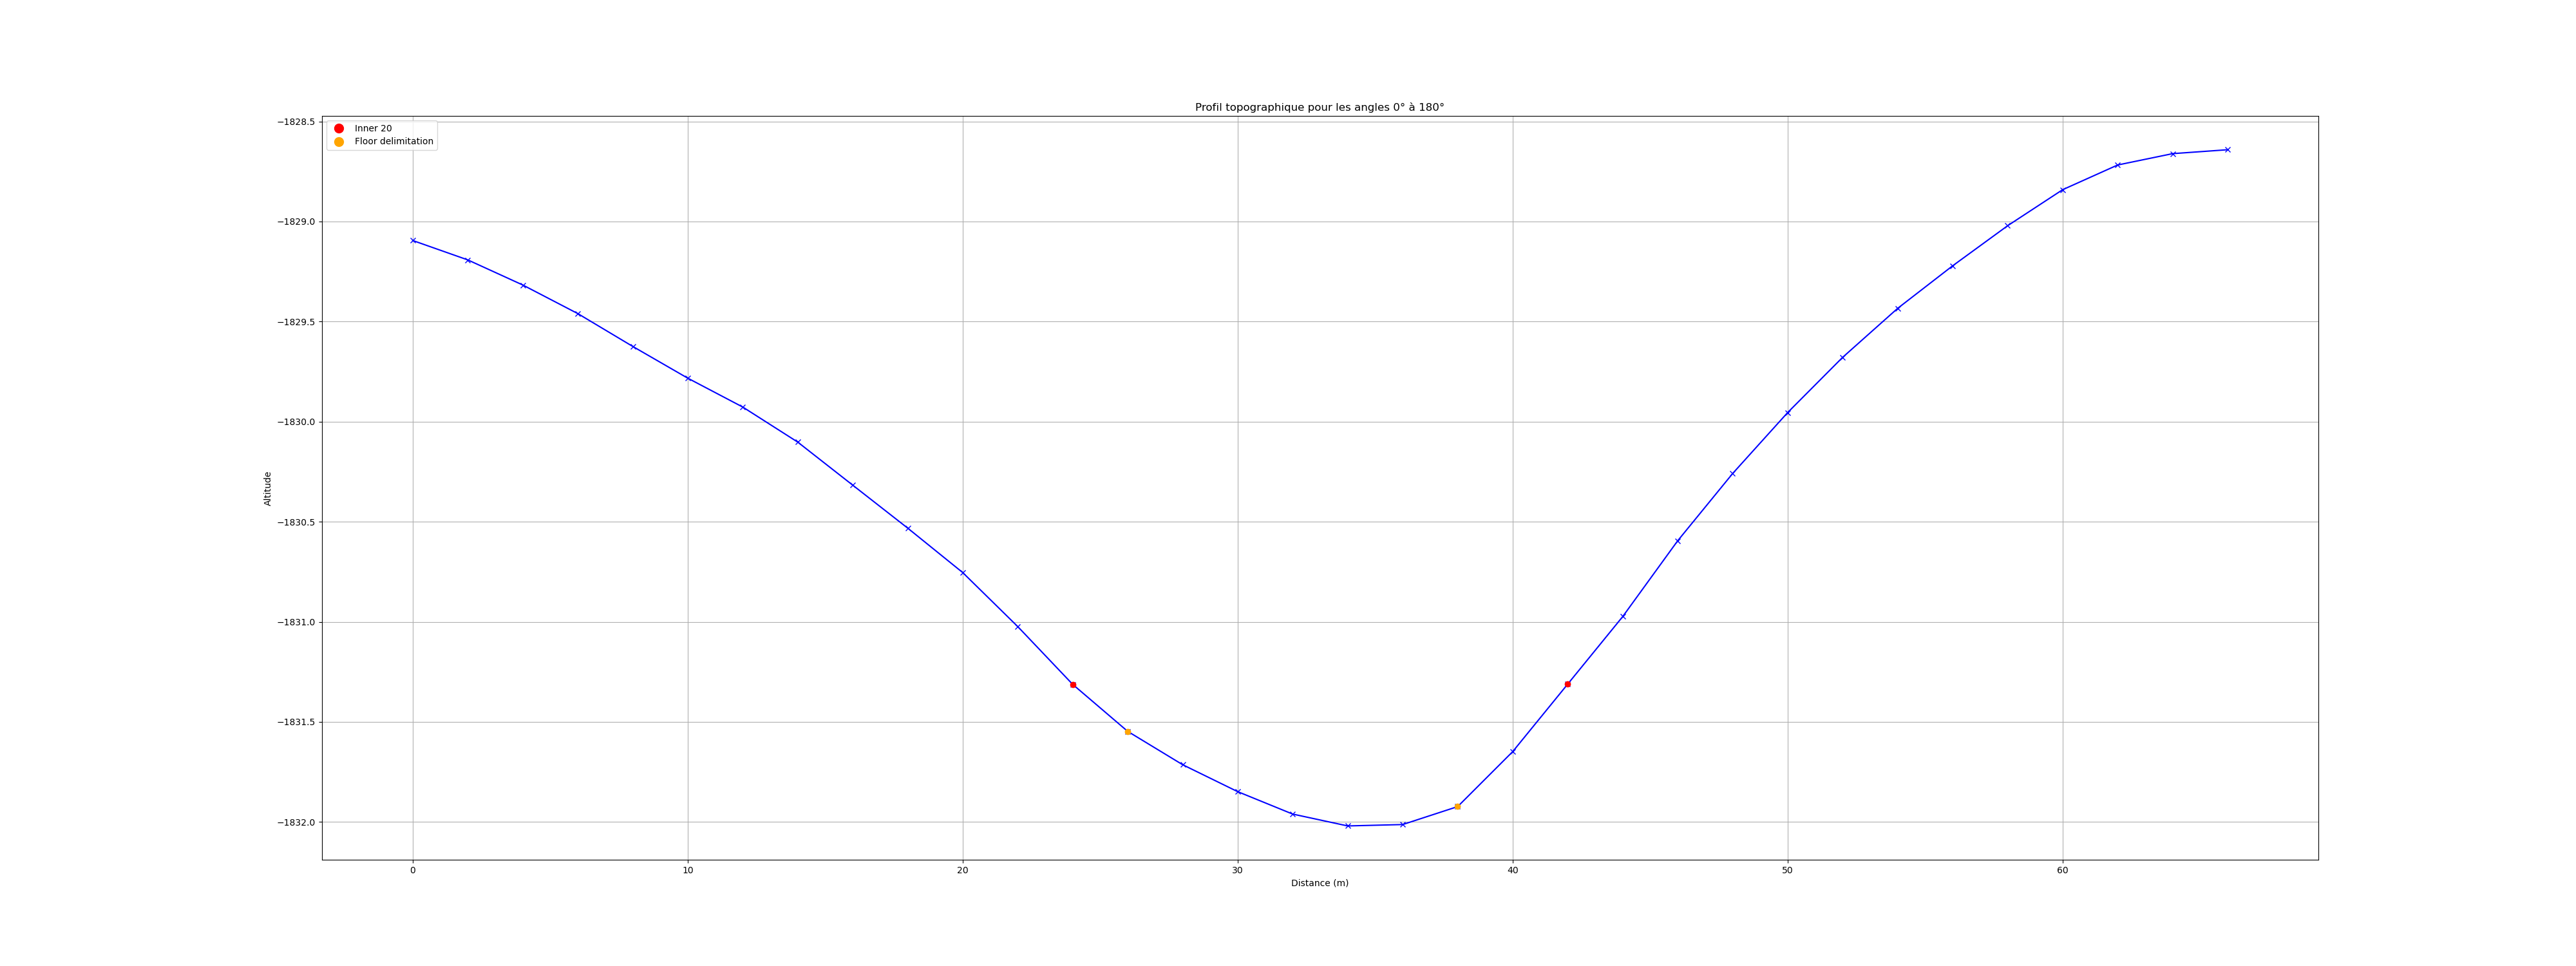 Profil topographique pour les angles 0° à 180°
Inner 20
Floor delimitation
−1828.5
−1829.0
−1829.5
−1830.0
−1830.5
−1831.0
−1831.5
−1832.0
Altitude
0 10 20 30 40 50 60
Distance (m)